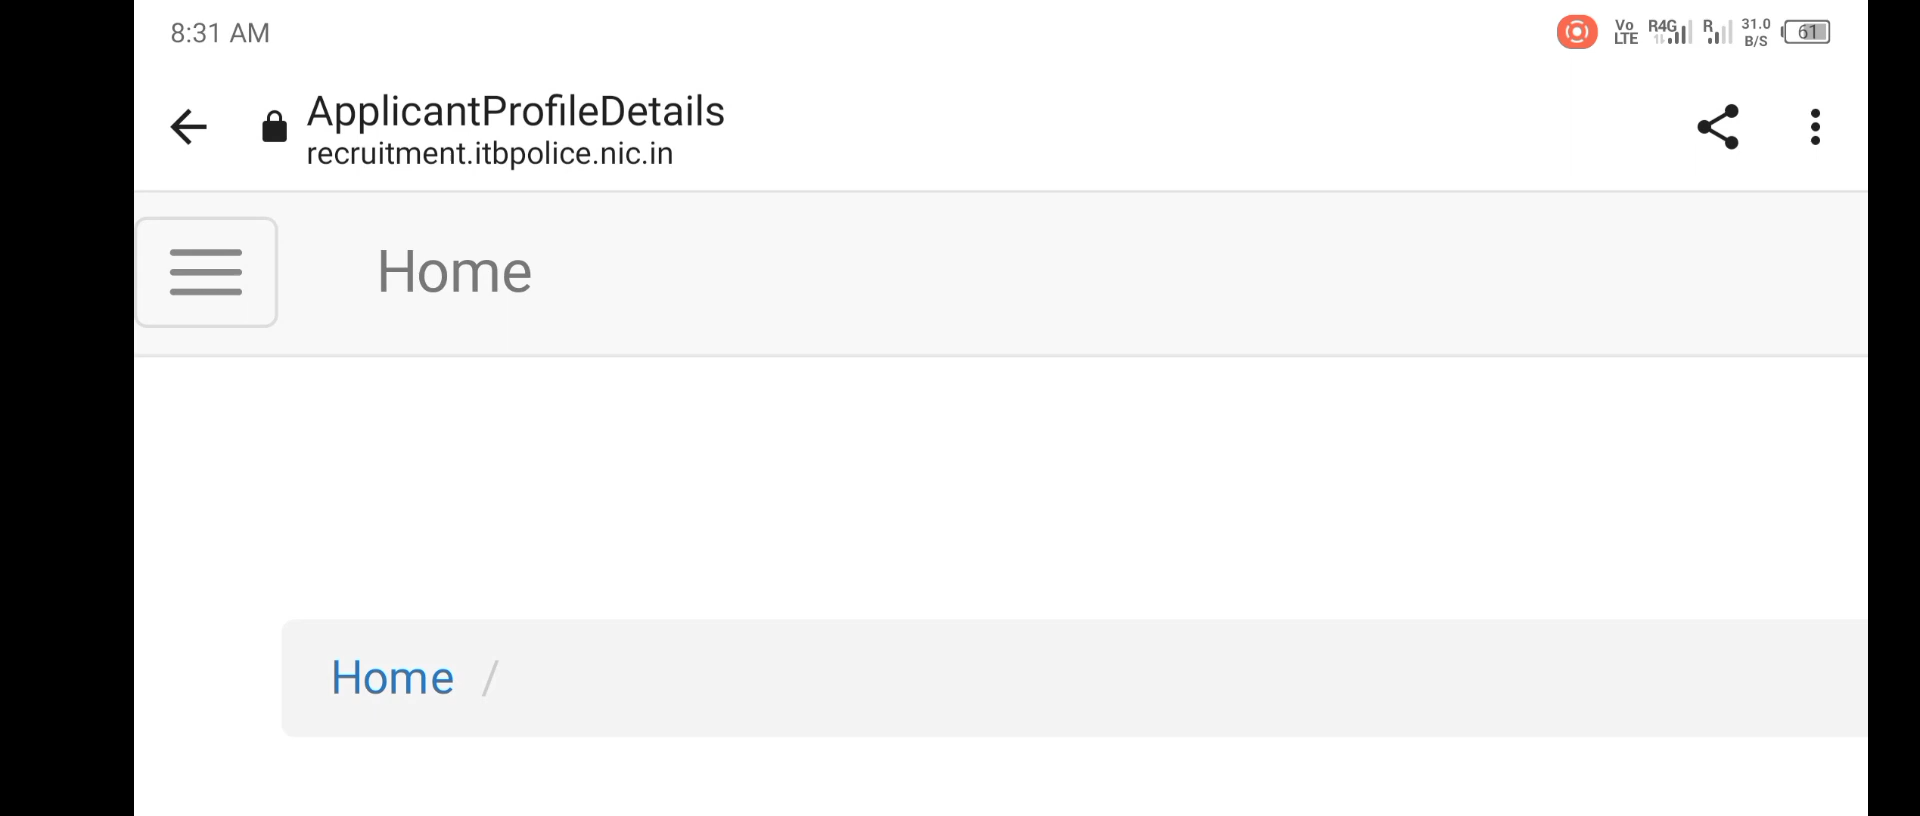 8:31 AM
Vo LTE R4G R 31.0 B/S 61
ApplicantProfileDetails
recruitment.itbpolice.nic.in
Home
Home /